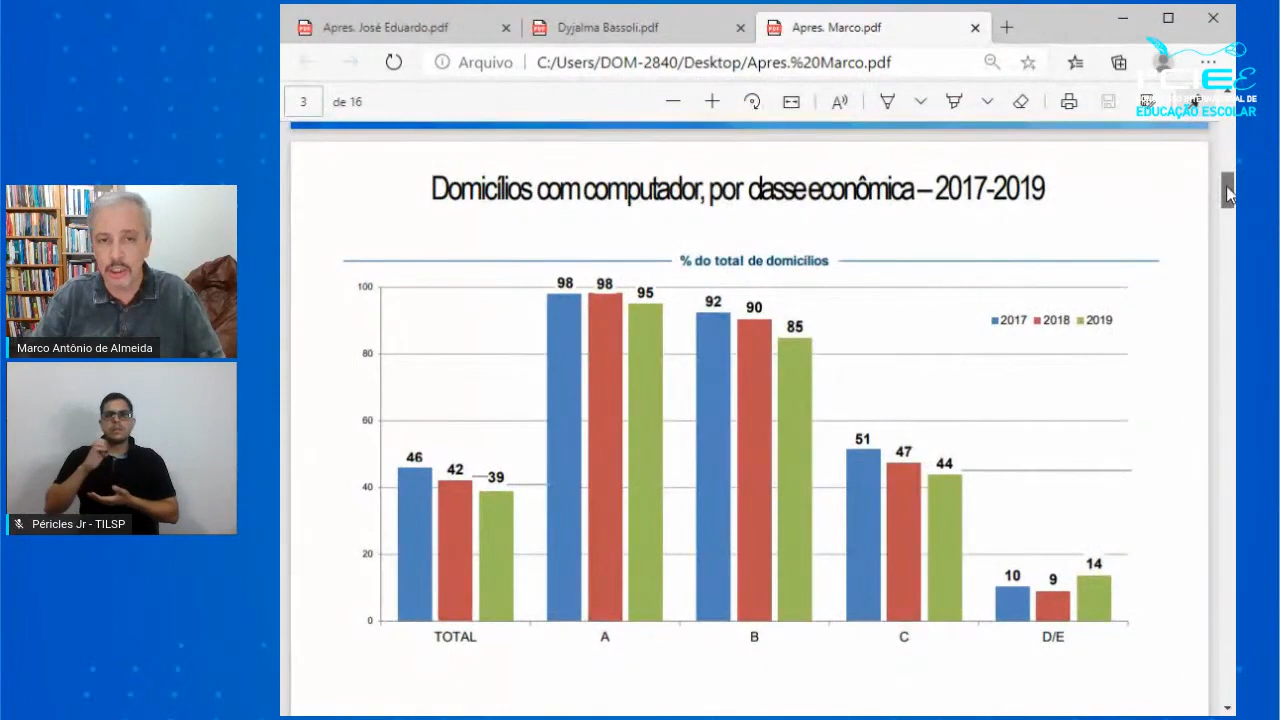 Apres. José Eduardo.pdf
Dyjalma Bassoli.pdf
Apres. Marco.pdf
Arquivo
C:/Users/DOM-2840/Desktop/Apres.%20Marco.pdf
3
de 16
EDUCAÇÃO ESCOLAR
Domicílios com computador, por classe econômica – 2017-2019
% do total de domicílios
2017 2018 2019
100
80
60
40
20
0
46 42 39
98 98 95
92 90 85
51 47 44
10 9 14
TOTAL A B C D/E
Marco Antônio de Almeida
Péricles Jr - TILSP